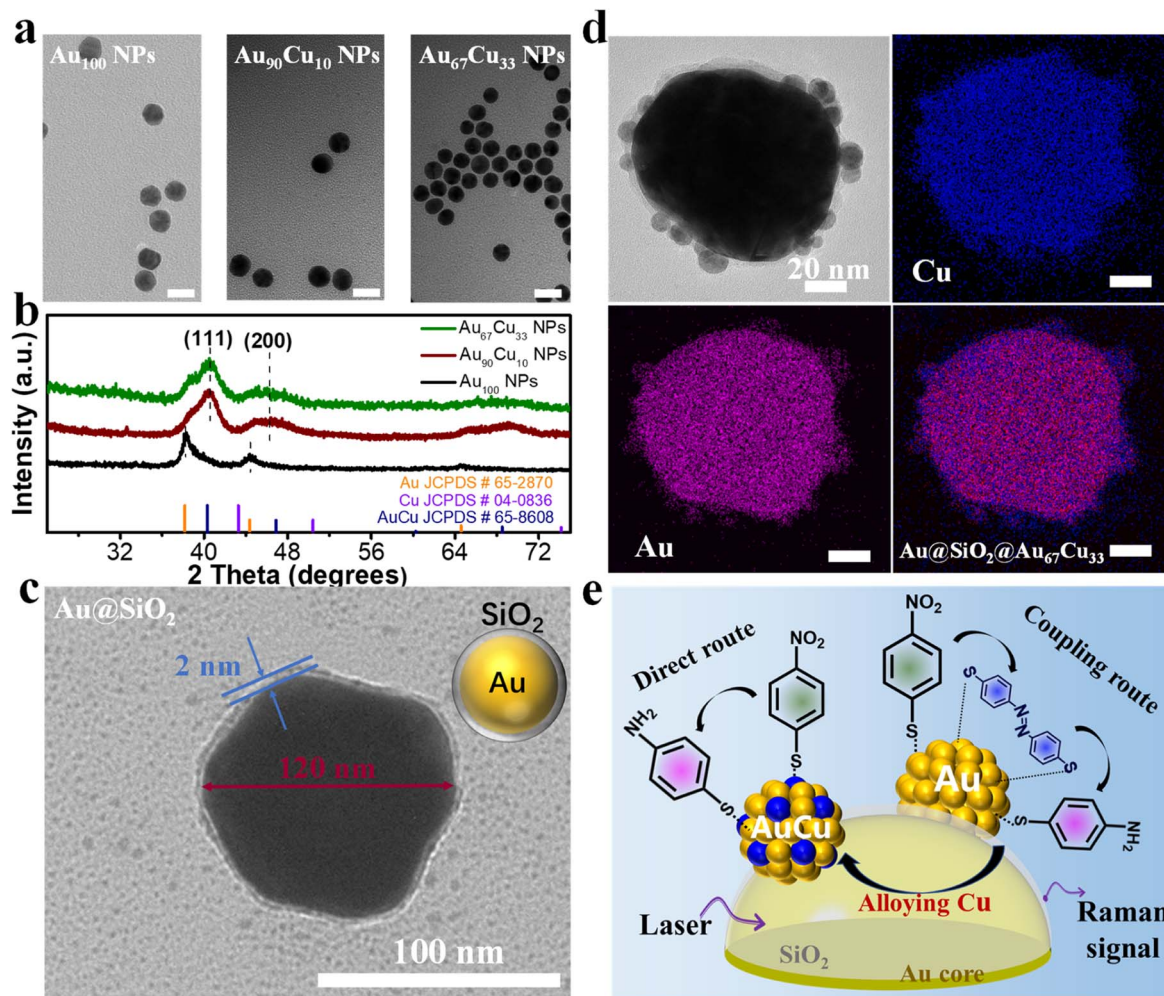 a
Au₁₀₀ NPs
Au₉₀Cu₁₀ NPs
Au₆₇Cu₃₃ NPs
b
Intensity (a.u.)
(111)
(200)
Au₆₇Cu₃₃ NPs
Au₉₀Cu₁₀ NPs
Au₁₀₀ NPs
Au JCPDS # 65-2870
Cu JCPDS # 04-0836
AuCu JCPDS # 65-8608
32 40 48 56 64 72
2 Theta (degrees)
c
Au@SiO₂
SiO₂
Au
2 nm
120 nm
100 nm
d
20 nm
Cu
Au
Au@SiO₂@Au₆₇Cu₃₃
e
NO₂
NO₂
Direct route
Coupling route
NH₂
S
S
S
N=N
S
S
S
NH₂
AuCu
Au
Alloying Cu
Laser
Raman
signal
SiO₂
Au core